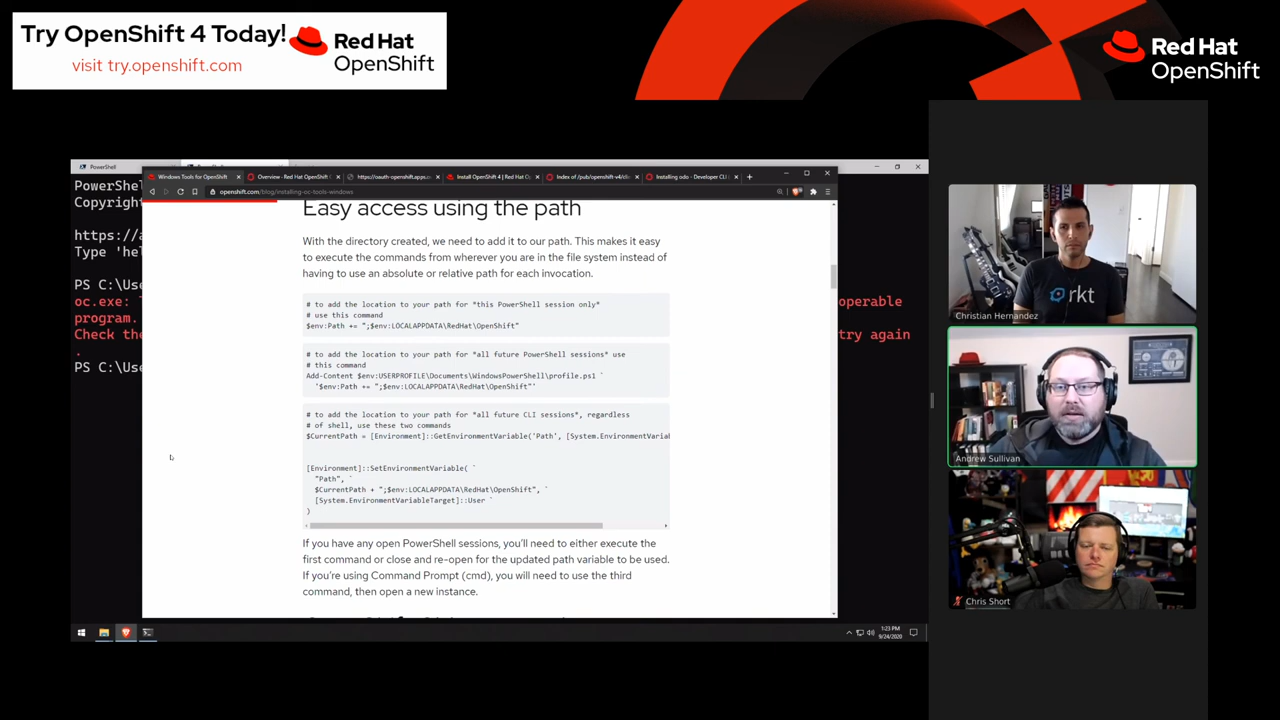 Try OpenShift 4 Today!
visit try.openshift.com
Red Hat
OpenShift
Red Hat
OpenShift
PowerShell
Windows Tools for OpenShift
Overview - Red Hat OpenShift
https://oauth-openshift.apps.
Install OpenShift 4 | Red Hat
Index of /pub/openshift-v4/
Installing odo - Developer CLI
openshift.com/blog/installing-oc-tools-windows
PowerShel
Copyright
https://a
Type 'hel
PS C:\Use
oc.exe:
operable
program.
Check the
try again
.
PS C:\Use
Easy access using the path
With the directory created, we need to add it to our path. This makes it easy
to execute the commands from wherever you are in the file system instead of
having to use an absolute or relative path for each invocation.
# to add the location to your path for *this PowerShell session only*
# use this command
$env:Path += ";$env:LOCALAPPDATA\RedHat\OpenShift"
# to add the location to your path for *all future PowerShell sessions* use
# this command
Add-Content $env:USERPROFILE\Documents\WindowsPowerShell\profile.ps1 `
'$env:Path += ";$env:LOCALAPPDATA\RedHat\OpenShift"'
# to add the location to your path for *all future CLI sessions*, regardless
# of shell, use these two commands
$CurrentPath = [Environment]::GetEnvironmentVariable('Path', [System.EnvironmentVariab
[Environment]::SetEnvironmentVariable( `
"Path", `
$CurrentPath + ";$env:LOCALAPPDATA\RedHat\OpenShift", `
[System.EnvironmentVariableTarget]::User `
)
If you have any open PowerShell sessions, you'll need to either execute the
first command or close and re-open for the updated path variable to be used.
If you're using Command Prompt (cmd), you will need to use the third
command, then open a new instance.
1:23 PM
9/24/2020
rkt
Christian Hernandez
Andrew Sullivan
Chris Short